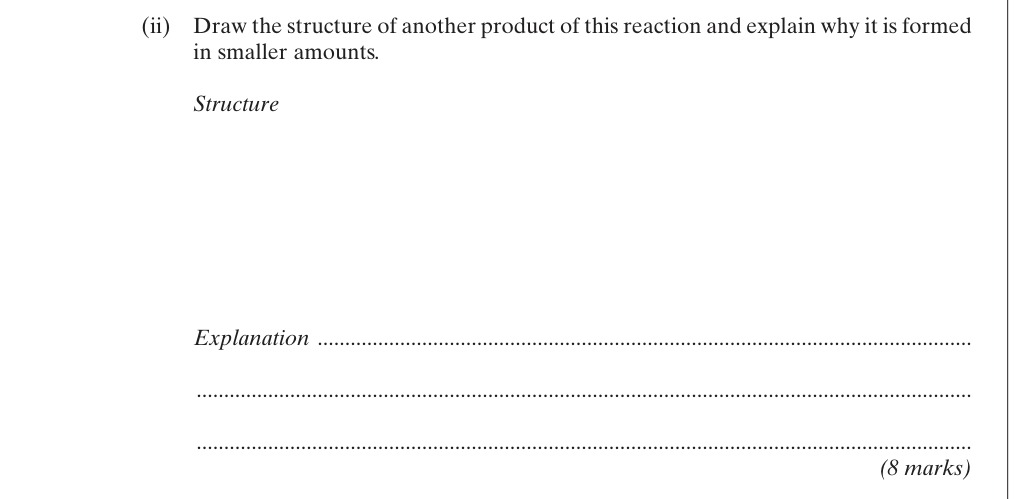 (ii) Draw the structure of another product of this reaction and explain why it is formed
in smaller amounts.
Structure
Explanation ........................................................................................................................
................................................................................................................................................
................................................................................................................................................
(8 marks)